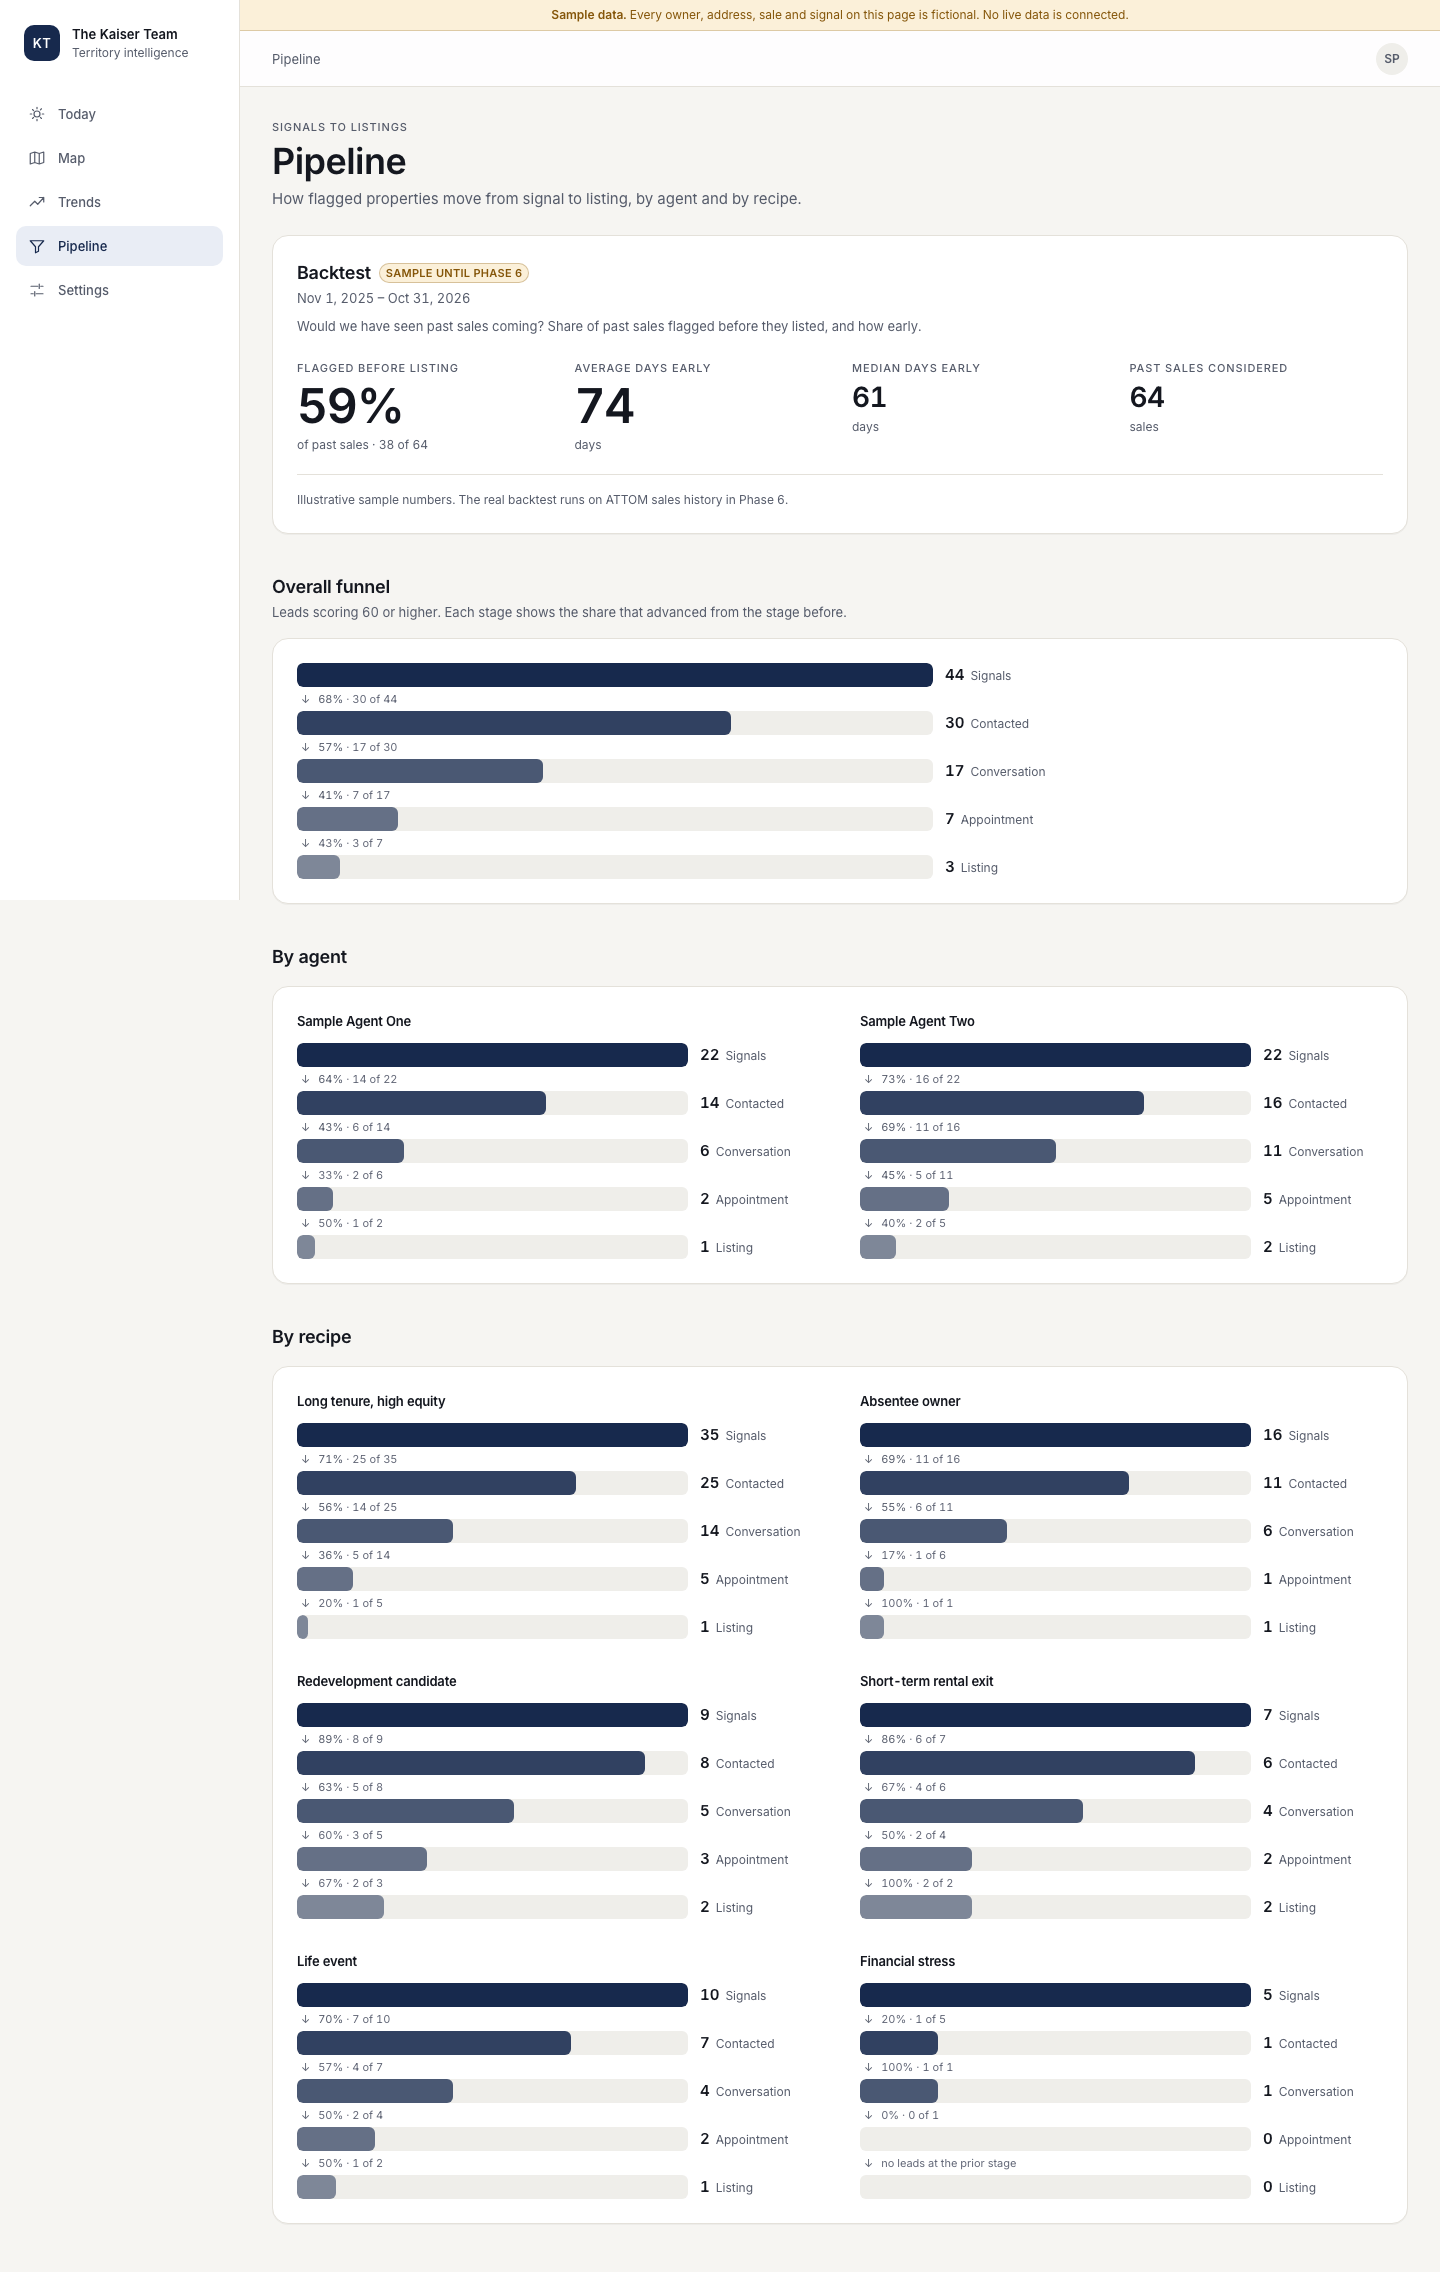 KT
The Kaiser Team
Territory intelligence
Today
Map
Trends
Pipeline
Settings
Sample data. Every owner, address, sale and signal on this page is fictional. No live data is connected.
Pipeline
SP
SIGNALS TO LISTINGS
Pipeline
How flagged properties move from signal to listing, by agent and by recipe.
Backtest SAMPLE UNTIL PHASE 6
Nov 1, 2025 – Oct 31, 2026
Would we have seen past sales coming? Share of past sales flagged before they listed, and how early.
FLAGGED BEFORE LISTING
59%
of past sales · 38 of 64
AVERAGE DAYS EARLY
74
days
MEDIAN DAYS EARLY
61
days
PAST SALES CONSIDERED
64
sales
Illustrative sample numbers. The real backtest runs on ATTOM sales history in Phase 6.
Overall funnel
Leads scoring 60 or higher. Each stage shows the share that advanced from the stage before.
44 Signals
↓ 68% · 30 of 44
30 Contacted
↓ 57% · 17 of 30
17 Conversation
↓ 41% · 7 of 17
7 Appointment
↓ 43% · 3 of 7
3 Listing
By agent
Sample Agent One
22 Signals
↓ 64% · 14 of 22
14 Contacted
↓ 43% · 6 of 14
6 Conversation
↓ 33% · 2 of 6
2 Appointment
↓ 50% · 1 of 2
1 Listing
Sample Agent Two
22 Signals
↓ 73% · 16 of 22
16 Contacted
↓ 69% · 11 of 16
11 Conversation
↓ 45% · 5 of 11
5 Appointment
↓ 40% · 2 of 5
2 Listing
By recipe
Long tenure, high equity
35 Signals
↓ 71% · 25 of 35
25 Contacted
↓ 56% · 14 of 25
14 Conversation
↓ 36% · 5 of 14
5 Appointment
↓ 20% · 1 of 5
1 Listing
Absentee owner
16 Signals
↓ 69% · 11 of 16
11 Contacted
↓ 55% · 6 of 11
6 Conversation
↓ 17% · 1 of 6
1 Appointment
↓ 100% · 1 of 1
1 Listing
Redevelopment candidate
9 Signals
↓ 89% · 8 of 9
8 Contacted
↓ 63% · 5 of 8
5 Conversation
↓ 60% · 3 of 5
3 Appointment
↓ 67% · 2 of 3
2 Listing
Short-term rental exit
7 Signals
↓ 86% · 6 of 7
6 Contacted
↓ 67% · 4 of 6
4 Conversation
↓ 50% · 2 of 4
2 Appointment
↓ 100% · 2 of 2
2 Listing
Life event
10 Signals
↓ 70% · 7 of 10
7 Contacted
↓ 57% · 4 of 7
4 Conversation
↓ 50% · 2 of 4
2 Appointment
↓ 50% · 1 of 2
1 Listing
Financial stress
5 Signals
↓ 20% · 1 of 5
1 Contacted
↓ 100% · 1 of 1
1 Conversation
↓ 0% · 0 of 1
0 Appointment
↓ no leads at the prior stage
0 Listing